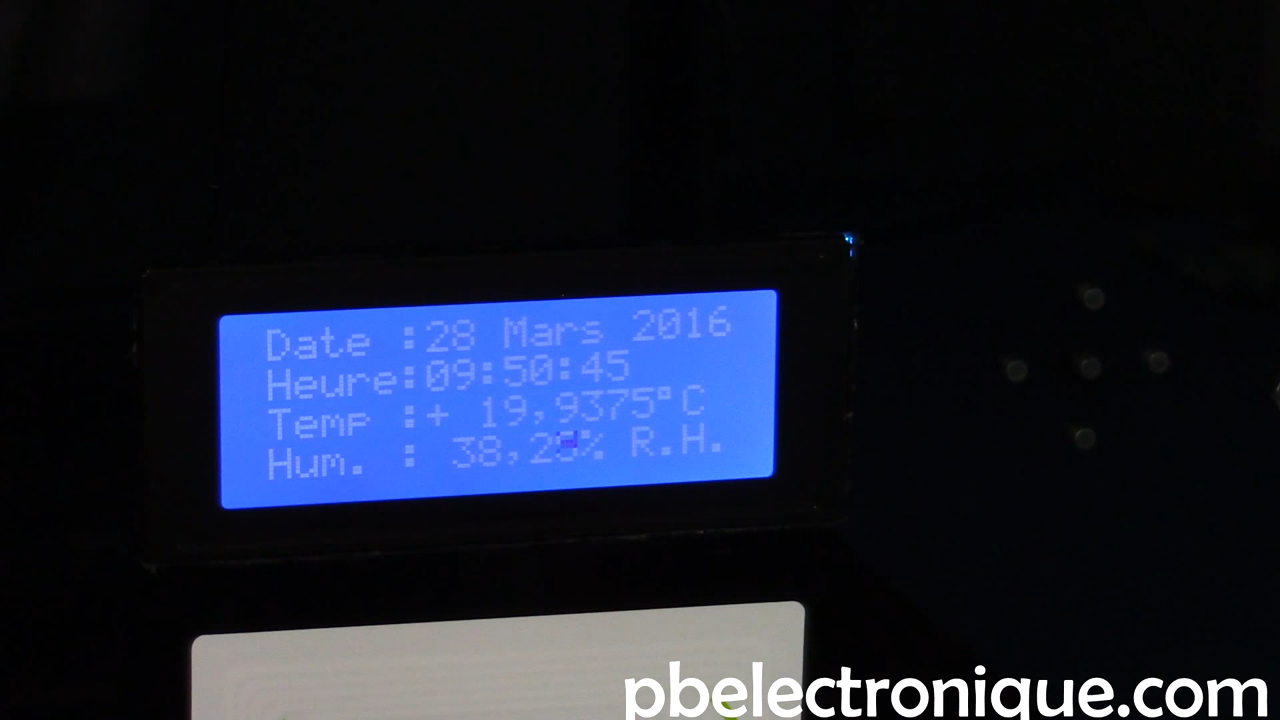 Date :28 Mars 2016
Heure:09:50:45
Temp :+ 19,9375°C
Hum. : 38,25% R.H.
pbelectronique.com